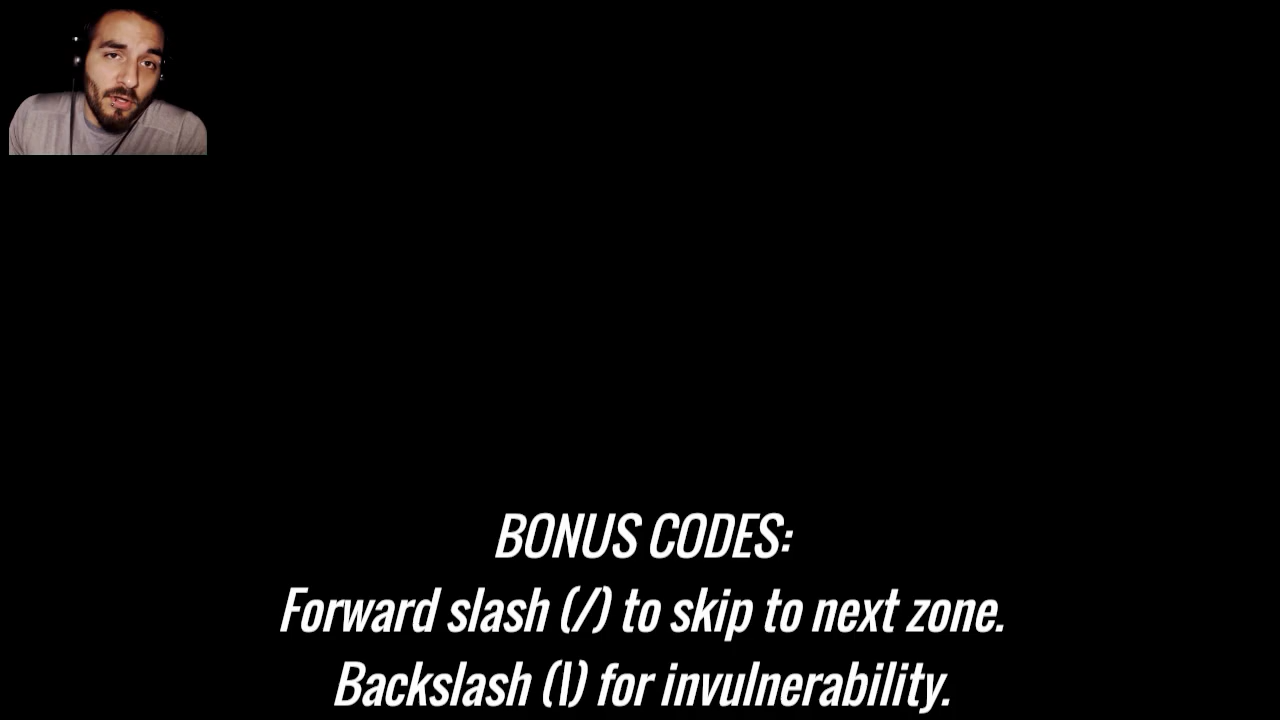 BONUS CODES:
Forward slash (/) to skip to next zone.
Backslash (\) for invulnerability.